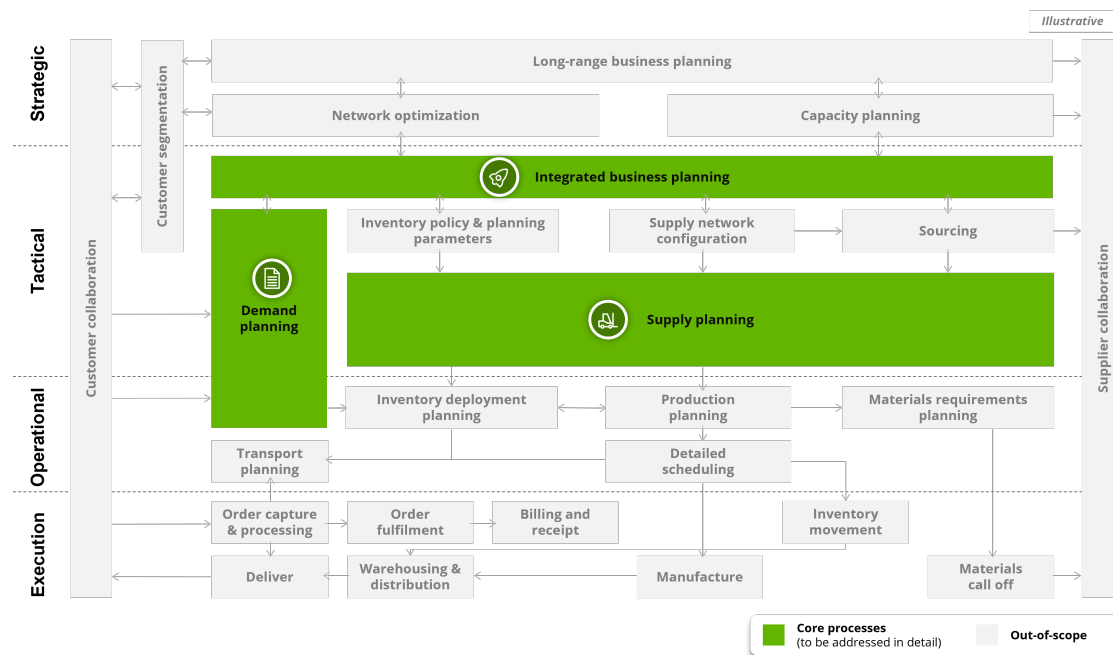 Illustrative
Strategic
Customer collaboration
Customer segmentation
Long-range business planning
Network optimization
Capacity planning
Supplier collaboration
Tactical
Integrated business planning
Demand
planning
Inventory policy & planning
parameters
Supply network
configuration
Sourcing
Supply planning
Operational
Inventory deployment
planning
Production
planning
Materials requirements
planning
Transport
planning
Detailed
scheduling
Execution
Order capture
& processing
Order
fulfilment
Billing and
receipt
Inventory
movement
Deliver
Warehousing &
distribution
Manufacture
Materials
call off
Core processes
(to be addressed in detail)
Out-of-scope